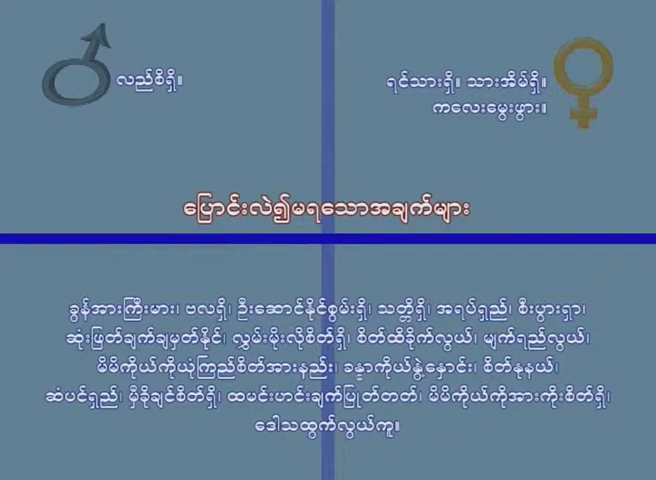 လည်စိရှိ။
ရင်သားရှိ။ သားအိမ်ရှိ။
ကလေးမွေးဖွား။
ပြောင်းလဲ၍မရသောအချက်များ
ခွန်အားကြီးမား၊ ဗလရှိ၊ ဦးဆောင်နိုင်စွမ်းရှိ၊ သတ္တိရှိ၊ အရပ်ရှည်၊ စီးပွားရှာ၊
ဆုံးဖြတ်ချက်ချမှတ်နိုင်၊ လွှမ်းမိုးလိုစိတ်ရှိ၊ စိတ်ထိခိုက်လွယ်၊ မျက်ရည်လွယ်၊
မိမိကိုယ်ကိုယုံကြည်စိတ်အားနည်း၊ ခန္ဓာကိုယ်နွဲ့နှောင်း၊ စိတ်နုနယ်၊
ဆံပင်ရှည်၊ မှီခိုချင်စိတ်ရှိ၊ ထမင်းဟင်းချက်ပြုတ်တတ်၊ မိမိကိုယ်ကိုအားကိုးစိတ်ရှိ၊
ဒေါသထွက်လွယ်ကူ။